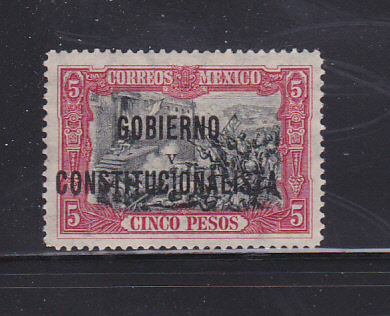 CORREOS MEXICO
5 5
GOBIERNO
v
CONSTITUCIONALISTA
5 5
CINCO PESOS